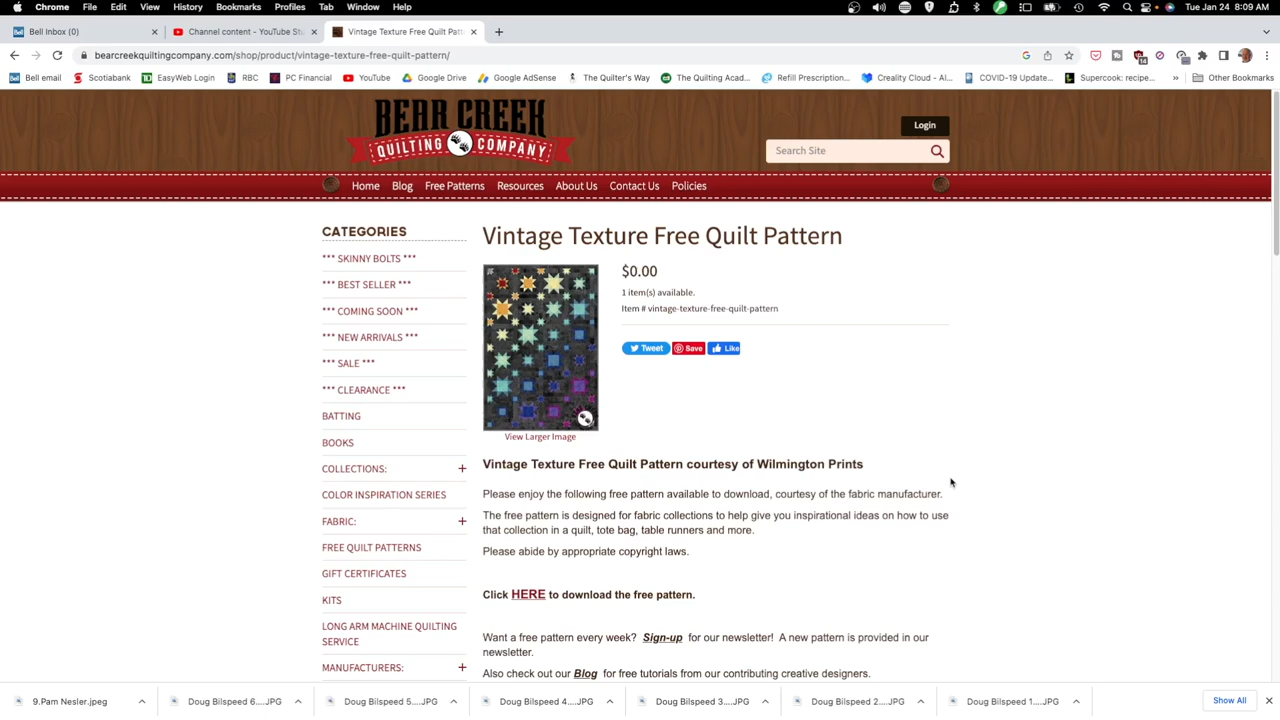 Chrome File Edit View History Bookmarks Profiles Tab Window Help Tue Jan 24 8:09 AM
Bell Inbox (0) Channel content - YouTube Stu Vintage Texture Free Quilt Pat
bearcreekquiltingcompany.com/shop/product/vintage-texture-free-quilt-pattern/
Bell email Scotiabank EasyWeb Login RBC PC Financial YouTube Google Drive Google AdSense The Quilter's Way The Quilting Acad... Refill Prescription... Creality Cloud - Al... COVID-19 Update... Supercook: recipe... » Other Bookmarks
BEAR CREEK
QUILTING COMPANY
Login
Search Site
Home Blog Free Patterns Resources About Us Contact Us Policies
CATEGORIES
*** SKINNY BOLTS ***
*** BEST SELLER ***
*** COMING SOON ***
*** NEW ARRIVALS ***
*** SALE ***
*** CLEARANCE ***
BATTING
BOOKS
COLLECTIONS: +
COLOR INSPIRATION SERIES
FABRIC: +
FREE QUILT PATTERNS
GIFT CERTIFICATES
KITS
LONG ARM MACHINE QUILTING
SERVICE
MANUFACTURERS: +
Vintage Texture Free Quilt Pattern
$0.00
1 item(s) available.
Item # vintage-texture-free-quilt-pattern
Tweet Save Like
View Larger Image
Vintage Texture Free Quilt Pattern courtesy of Wilmington Prints
Please enjoy the following free pattern available to download, courtesy of the fabric manufacturer.
The free pattern is designed for fabric collections to help give you inspirational ideas on how to use
that collection in a quilt, tote bag, table runners and more.
Please abide by appropriate copyright laws.
Click HERE to download the free pattern.
Want a free pattern every week? Sign-up for our newsletter! A new pattern is provided in our
newsletter.
Also check out our Blog for free tutorials from our contributing creative designers.
9.Pam Nesler.jpeg Doug Bilspeed 6....JPG Doug Bilspeed 5....JPG Doug Bilspeed 4....JPG Doug Bilspeed 3....JPG Doug Bilspeed 2....JPG Doug Bilspeed 1....JPG Show All